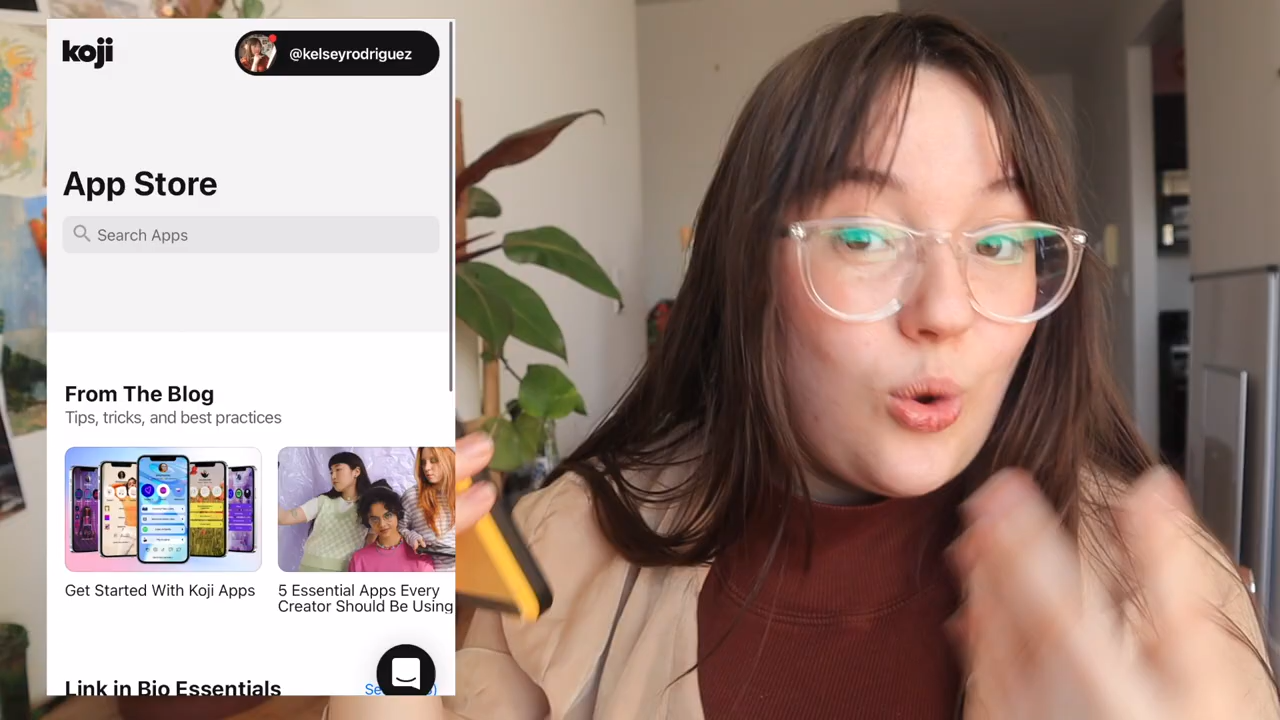 koji
@kelseyrodriguez
App Store
Search Apps
From The Blog
Tips, tricks, and best practices
Get Started With Koji Apps
5 Essential Apps Every
Creator Should Be Using
Link in Bio Essentials